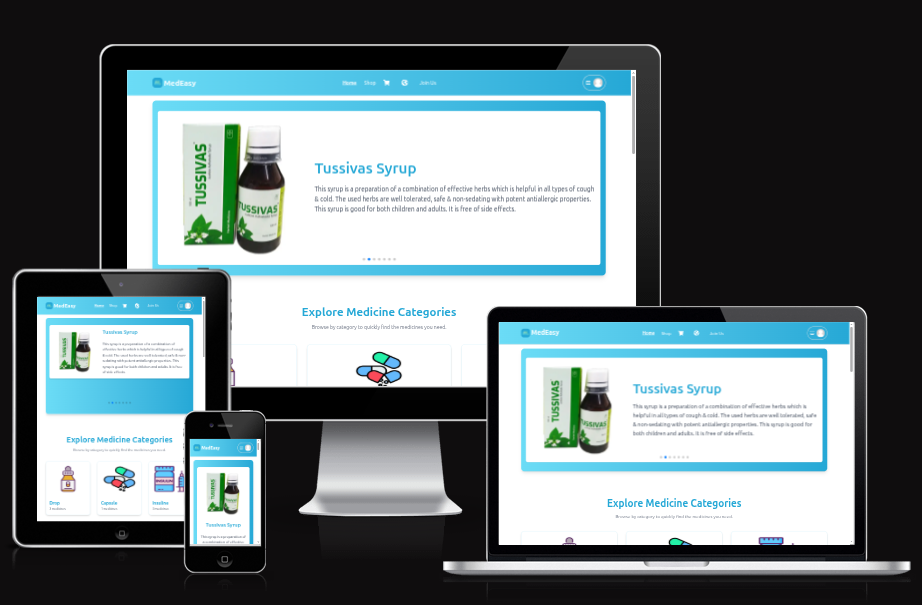 MedEasy
Home Shop Join Us
TUSSIVAS
TUSSIVAS
Tussivas Syrup
This syrup is a preparation of a combination of effective herbs which is helpful in all types of cough
& cold. The used herbs are well tolerated, safe & non-sedating with potent antiallergic properties.
This syrup is good for both children and adults. It is free of side effects.
Explore Medicine Categories
Browse by category to quickly find the medicines you need.
MedEasy
Home Shop Join Us
TUSSIVAS
Tussivas Syrup
This syrup is a preparation of a combination of
effective herbs which is helpful in all types of cough
& cold. The used herbs are well tolerated, safe & non-
sedating with potent antiallergic properties. This
syrup is good for both children and adults. It is free
of side effects.
Explore Medicine Categories
Browse by category to quickly find the medicines you need.
Drop
Capsule
Insuline
MedEasy
TUSSIVAS
Tussivas Syrup
This syrup is a preparation of
a combination of effective
MedEasy
Home Shop Join Us
TUSSIVAS
TUSSIVAS
Tussivas Syrup
This syrup is a preparation of a combination of effective herbs which is
helpful in all types of cough & cold. The used herbs are well tolerated, safe
& non-sedating with potent antiallergic properties. This syrup is good for
both children and adults. It is free of side effects.
Explore Medicine Categories
Browse by category to quickly find the medicines you need.